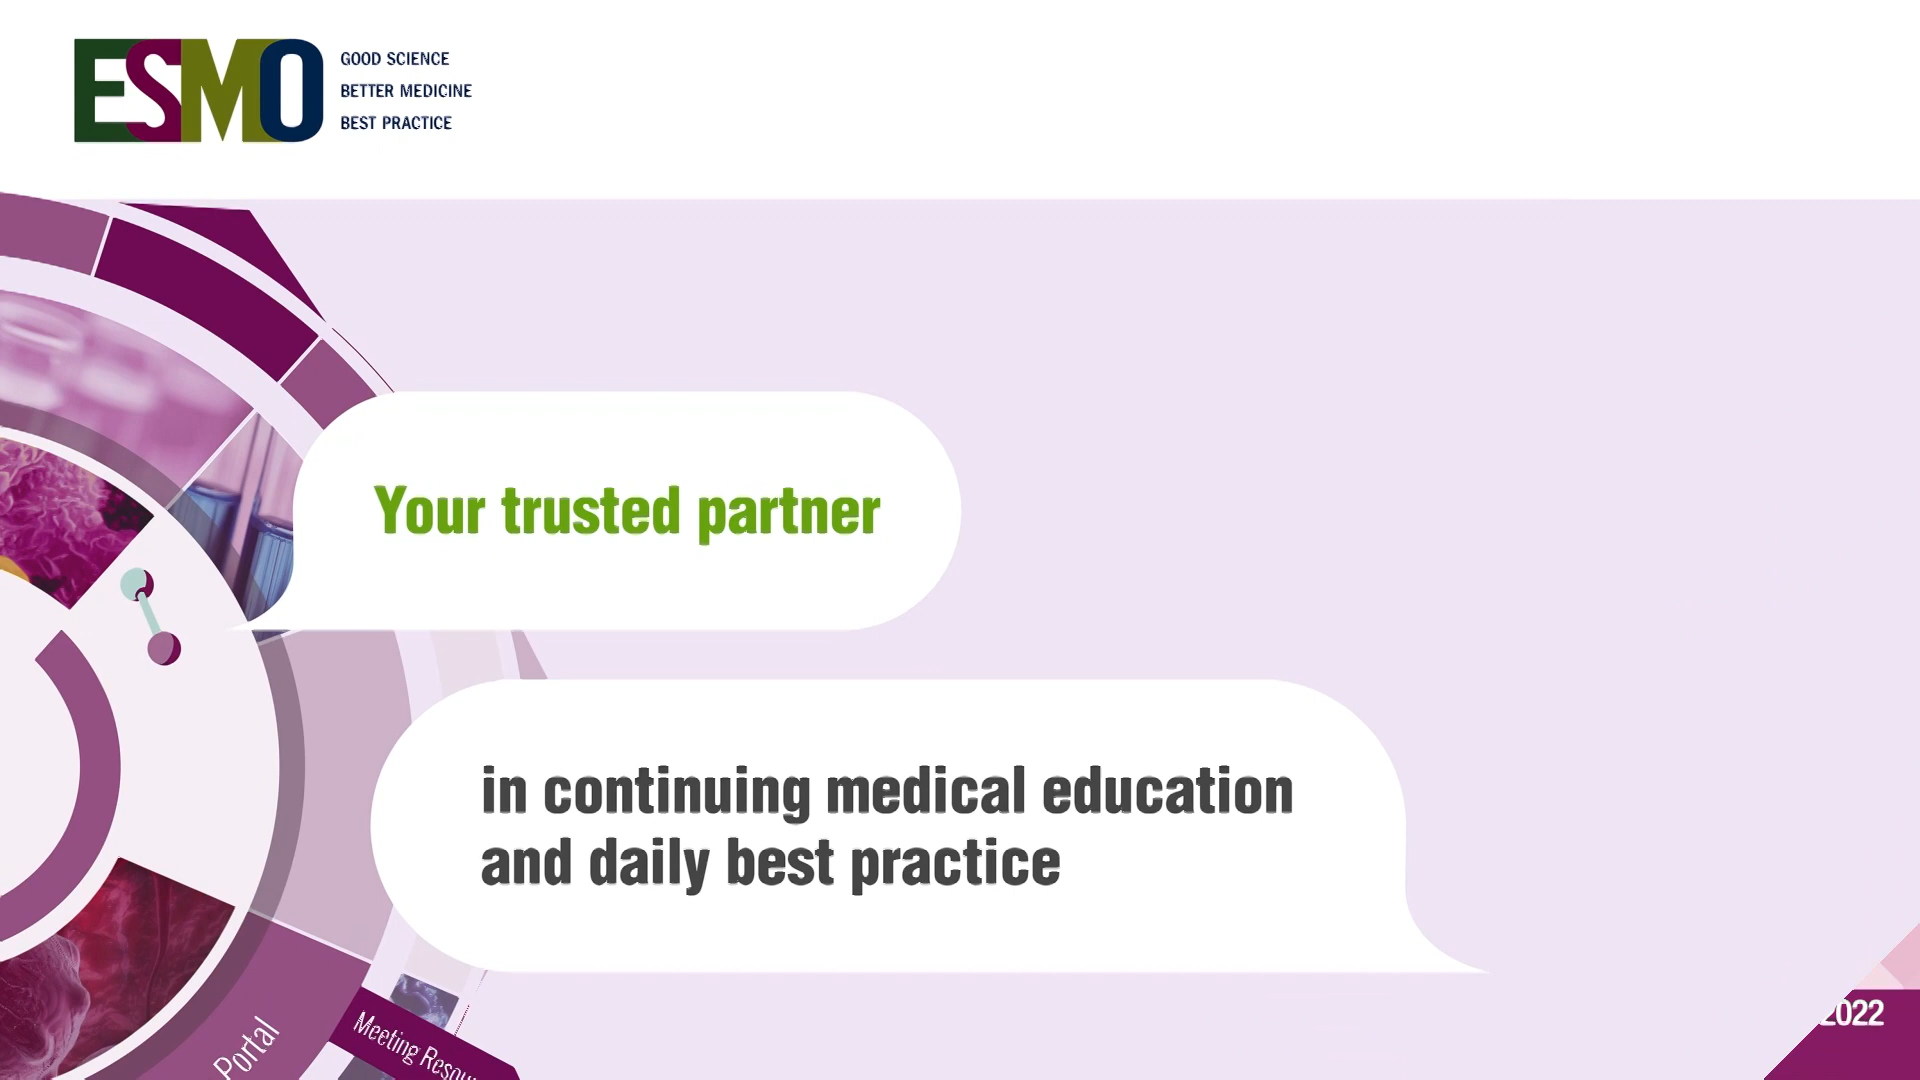 ESMO
GOOD SCIENCE
BETTER MEDICINE
BEST PRACTICE
Your trusted partner
in continuing medical education
and daily best practice
Portal
Meeting
2022